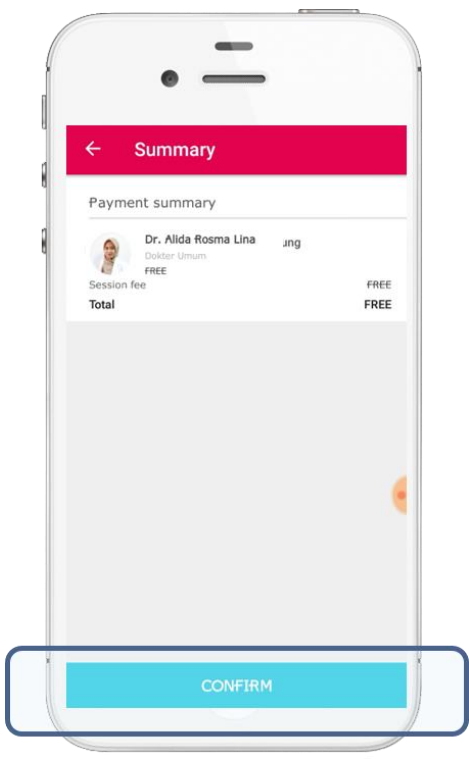 Summary
Payment summary
Dr. Alida Rosma Lina ung
Dokter Umum
FREE
Session fee FREE
Total FREE
CONFIRM